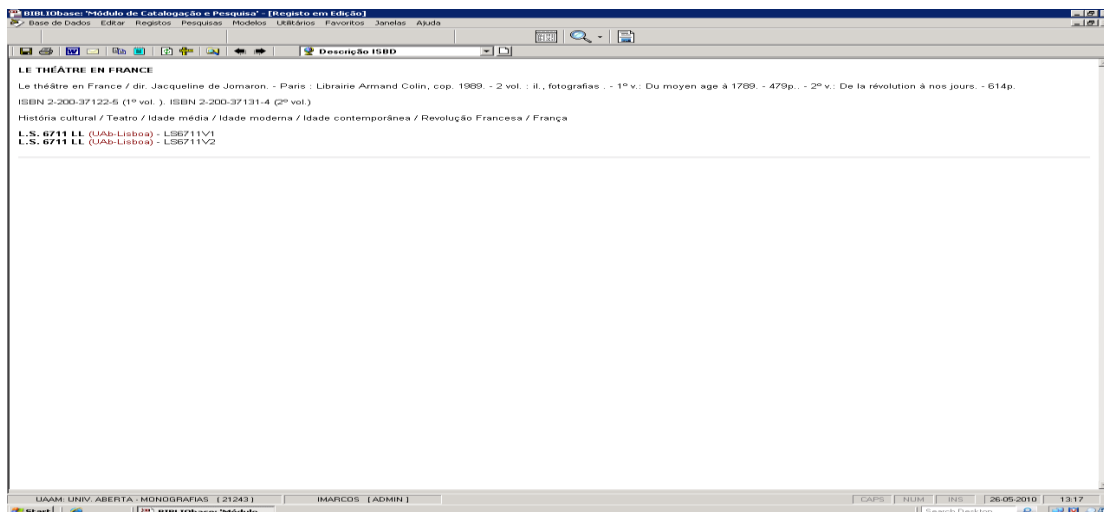 BIBLIObase: 'Módulo de Catalogação e Pesquisa' - [Registo em Edição]
Base de Dados Editar Registos Pesquisas Modelos Utilitários Favoritos Janelas Ajuda
Descrição ISBD
LE THÉÂTRE EN FRANCE
Le théâtre en France / dir. Jacqueline de Jomaron. - Paris : Librairie Armand Colin, cop. 1989. - 2 vol. : il., fotografias . - 1º v.: Du moyen age à 1789. - 479p.. - 2º v.: De la révolution à nos jours. - 614p.
ISBN 2-200-37122-5 (1º vol. ). ISBN 2-200-37131-4 (2º vol.)
História cultural / Teatro / Idade média / Idade moderna / Idade contemporânea / Revolução Francesa / França
L.S. 6711 LL (UAb-Lisboa) - LS6711V1
L.S. 6711 LL (UAb-Lisboa) - LS6711V2
UAAM: UNIV. ABERTA - MONOGRAFIAS [ 21243 ] IMARCOS [ ADMIN ] CAPS NUM INS 26-05-2010 13:17
Start BIBLIObase: 'Módulo Search Desktop